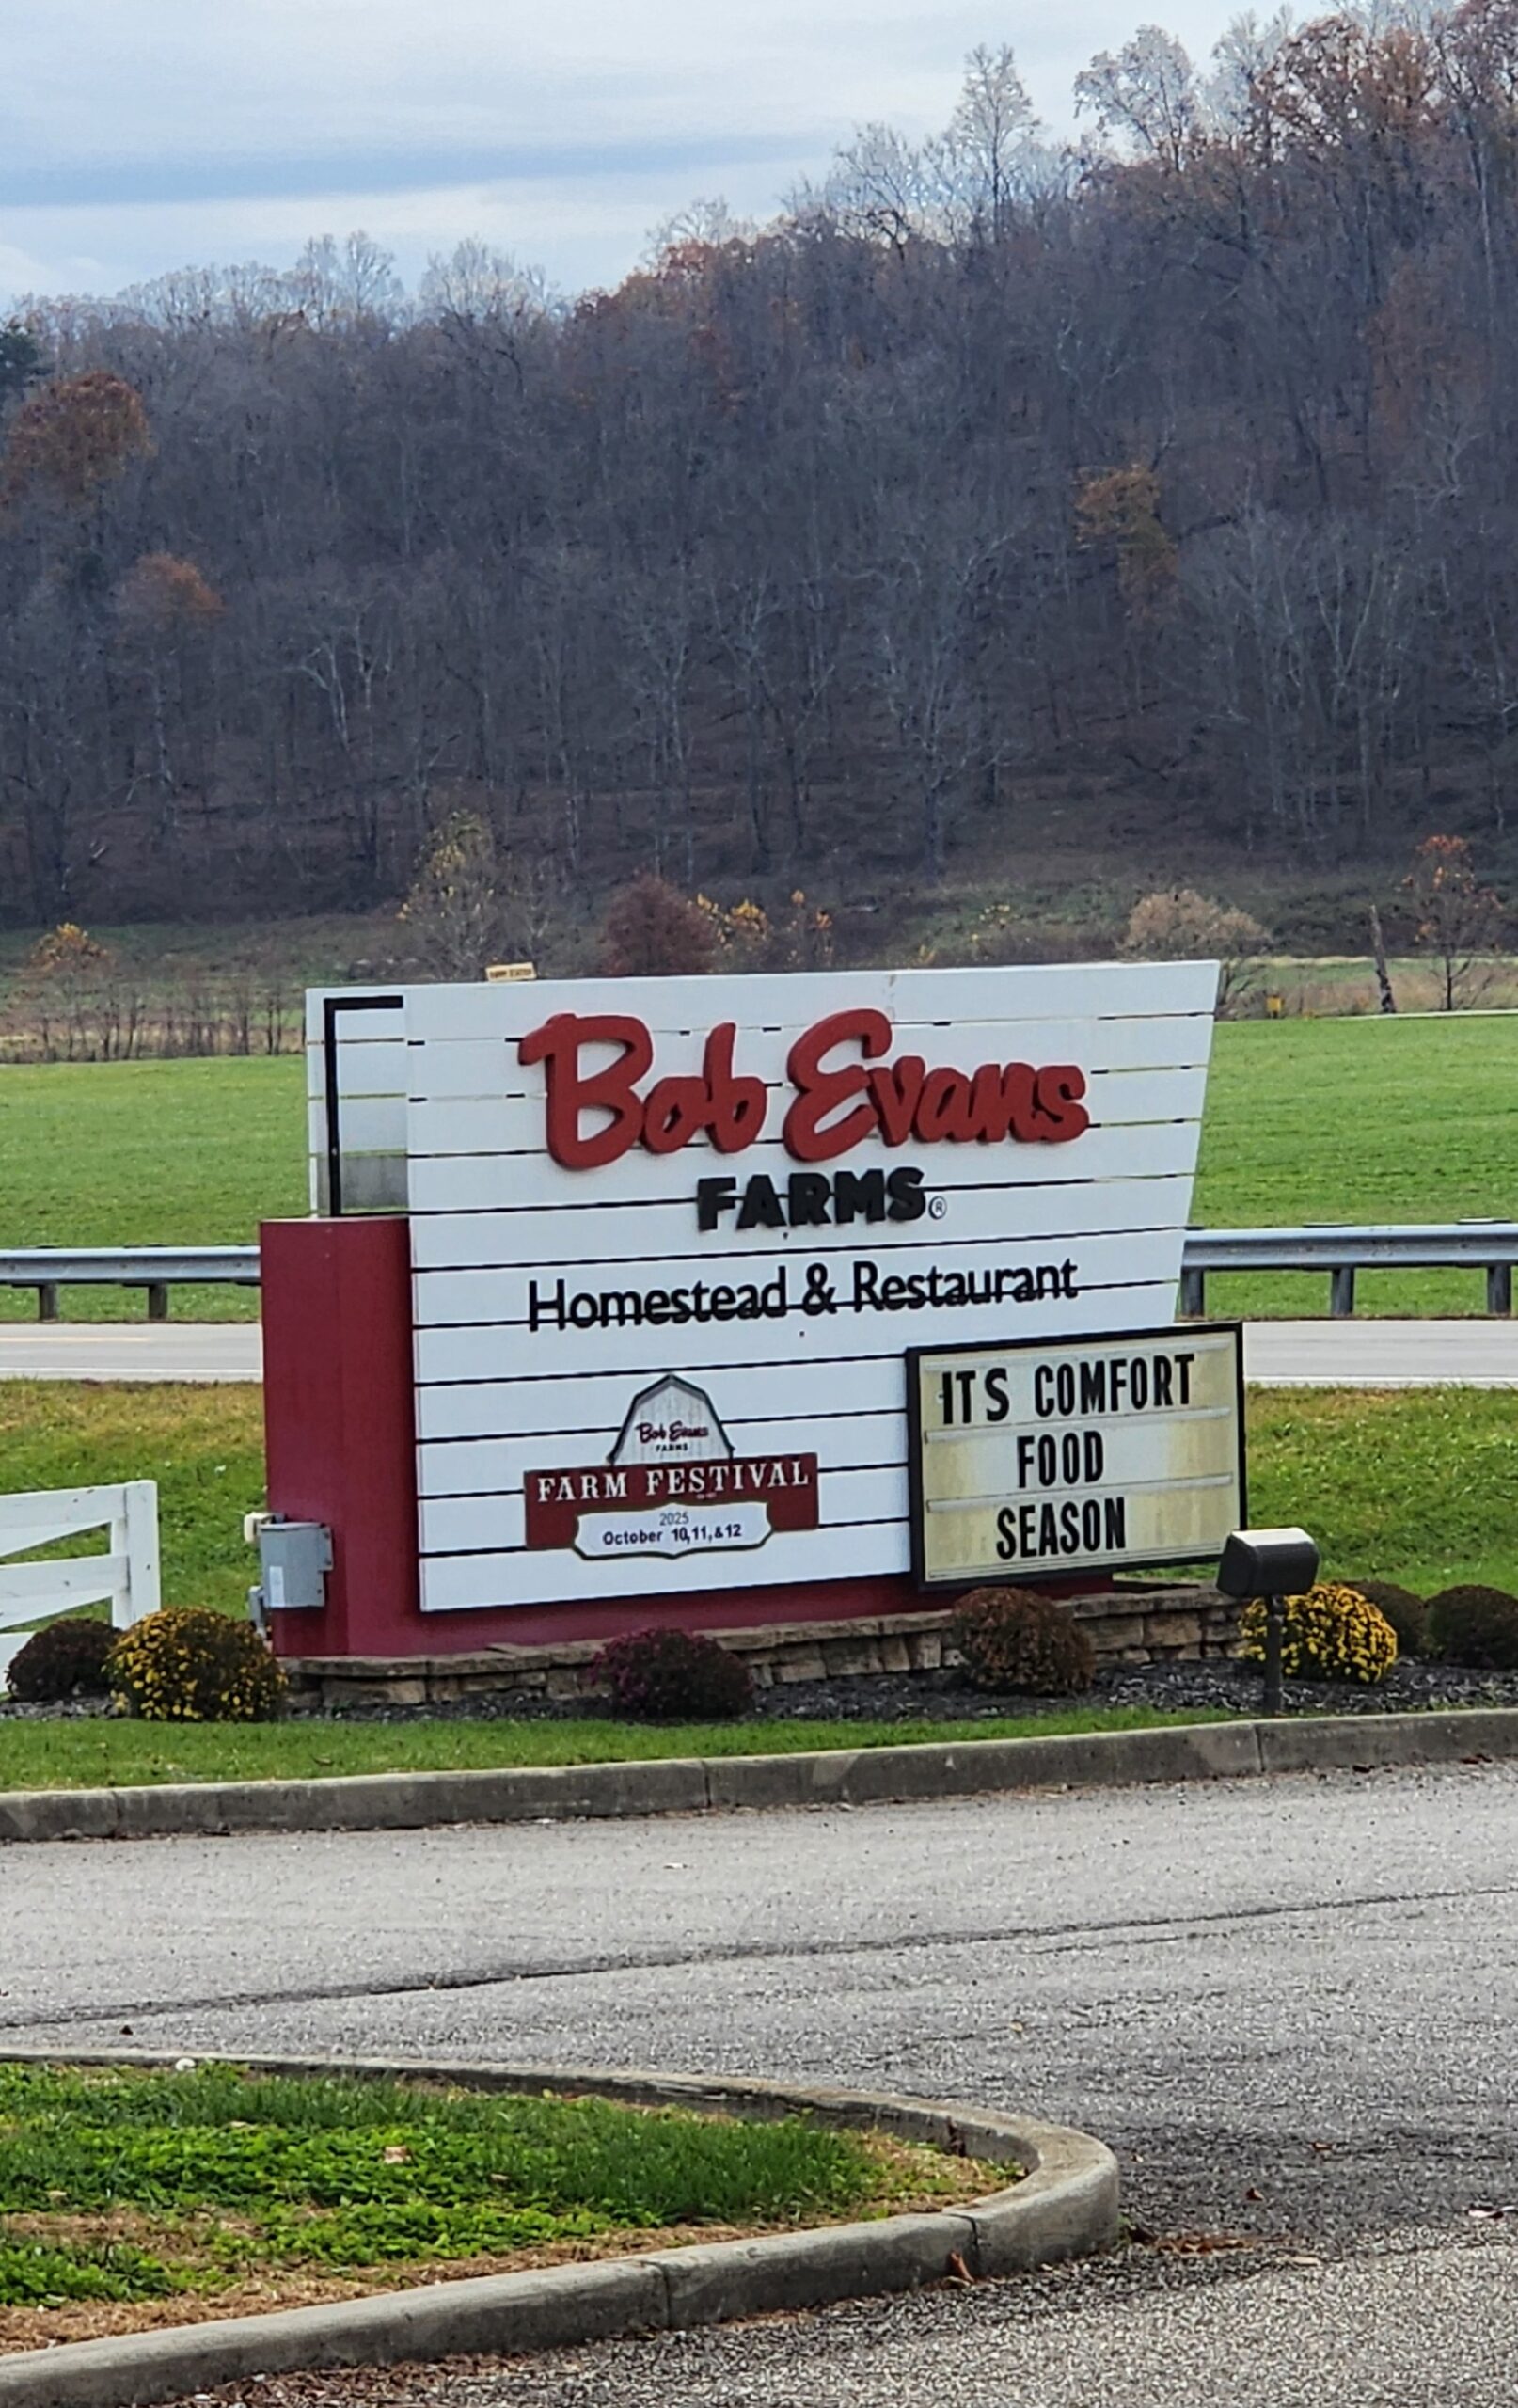 Bob Evans
FARMS®
Homestead & Restaurant
Bob Evans
FARMS
FARM FESTIVAL
2025
October 10,11,&12
ITS COMFORT
FOOD
SEASON